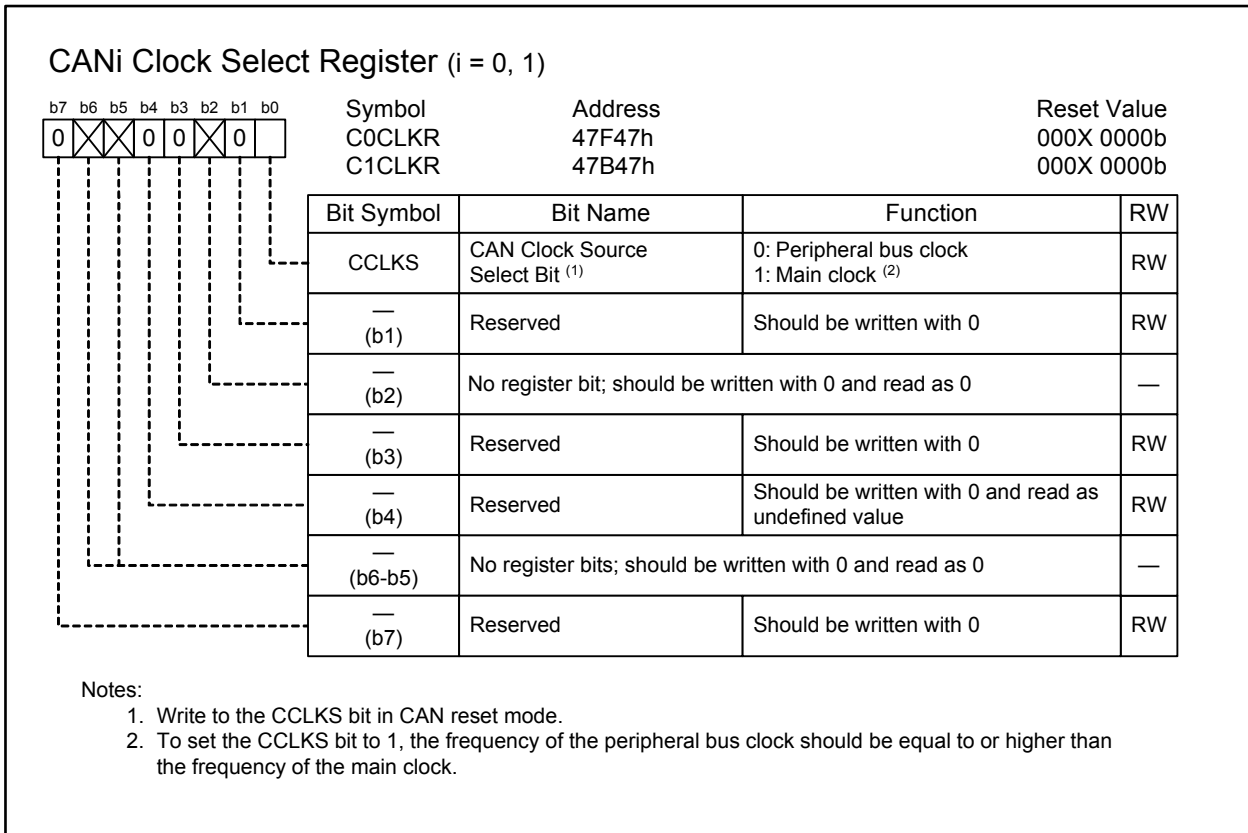 CANi Clock Select Register (i = 0, 1)
b7 b6 b5 b4 b3 b2 b1 b0
0 0 0 0
Symbol Address Reset Value
C0CLKR 47F47h 000X 0000b
C1CLKR 47B47h 000X 0000b
Bit Symbol Bit Name Function RW
CCLKS CAN Clock Source Select Bit (1) 0: Peripheral bus clock 1: Main clock (2) RW
— (b1) Reserved Should be written with 0 RW
— (b2) No register bit; should be written with 0 and read as 0 —
— (b3) Reserved Should be written with 0 RW
— (b4) Reserved Should be written with 0 and read as undefined value RW
— (b6-b5) No register bits; should be written with 0 and read as 0 —
— (b7) Reserved Should be written with 0 RW
Notes:
1. Write to the CCLKS bit in CAN reset mode.
2. To set the CCLKS bit to 1, the frequency of the peripheral bus clock should be equal to or higher than
the frequency of the main clock.